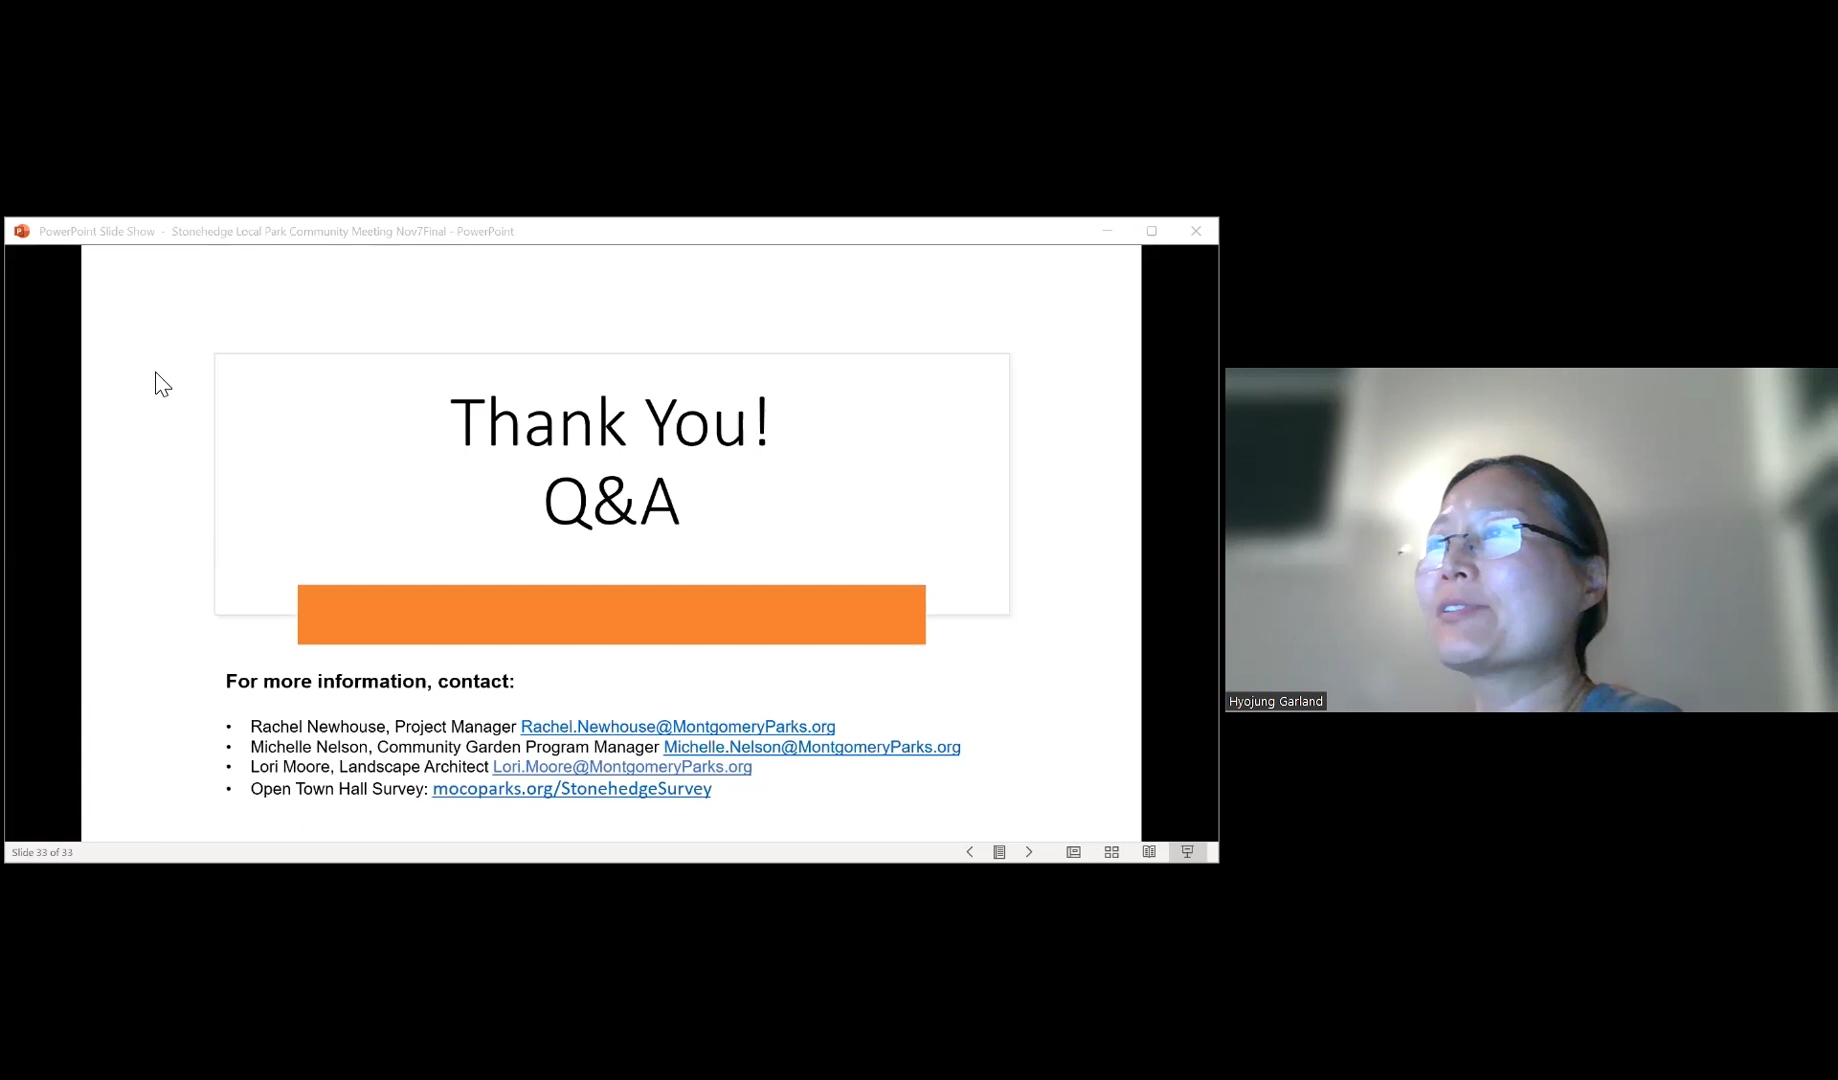 PowerPoint Slide Show - Stonehedge Local Park Community Meeting Nov7Final - PowerPoint
Thank You!
Q&A
For more information, contact:
• Rachel Newhouse, Project Manager Rachel.Newhouse@MontgomeryParks.org
• Michelle Nelson, Community Garden Program Manager Michelle.Nelson@MontgomeryParks.org
• Lori Moore, Landscape Architect Lori.Moore@MontgomeryParks.org
• Open Town Hall Survey: mocoparks.org/StonehedgeSurvey
Slide 33 of 33
Hyojung Garland